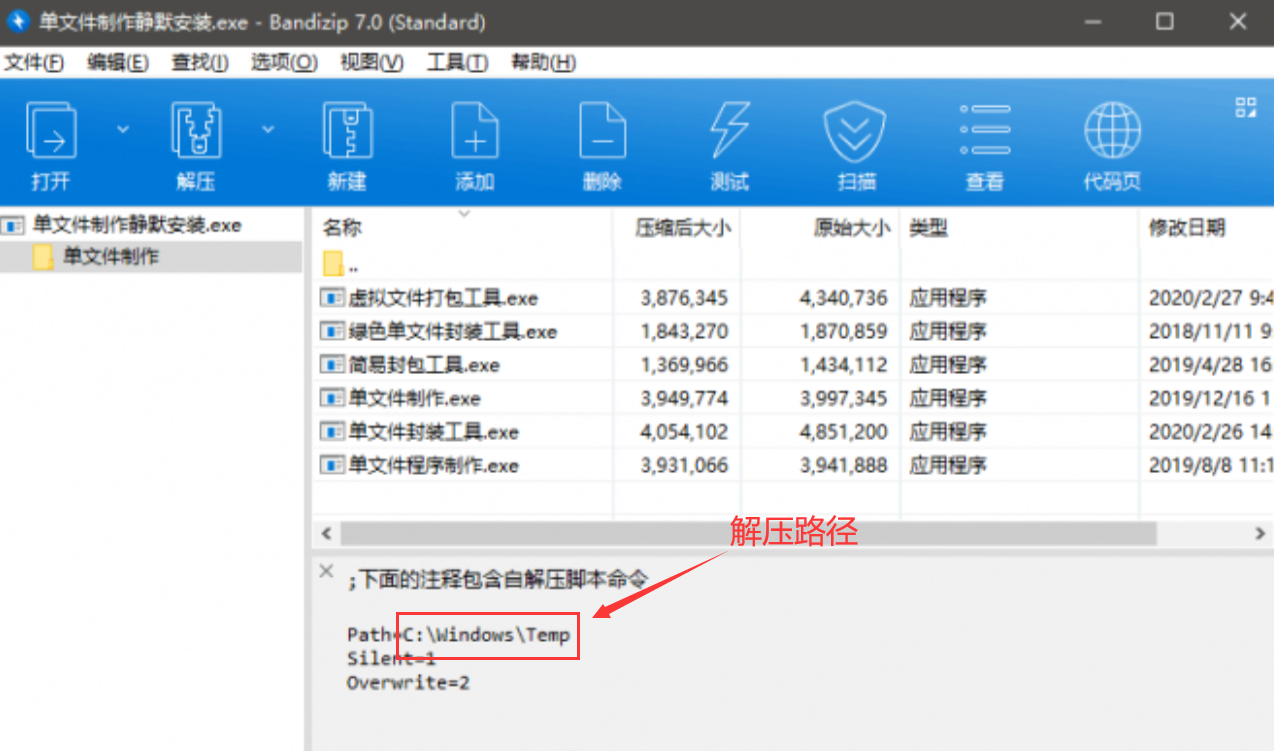 单文件制作静默安装.exe - Bandizip 7.0 (Standard)
文件(F) 编辑(E) 查找(I) 选项(O) 视图(V) 工具(T) 帮助(H)
打开 解压 新建 添加 删除 测试 扫描 查看 代码页
单文件制作静默安装.exe
单文件制作
名称 压缩后大小 原始大小 类型 修改日期
..
虚拟文件打包工具.exe 3,876,345 4,340,736 应用程序 2020/2/27 9:4
绿色单文件封装工具.exe 1,843,270 1,870,859 应用程序 2018/11/11 9:
简易封包工具.exe 1,369,966 1,434,112 应用程序 2019/4/28 16
单文件制作.exe 3,949,774 3,997,345 应用程序 2019/12/16 1
单文件封装工具.exe 4,054,102 4,851,200 应用程序 2020/2/26 14
单文件程序制作.exe 3,931,066 3,941,888 应用程序 2019/8/8 11:1
解压路径
;下面的注释包含自解压脚本命令
Path=C:\Windows\Temp
Silent=1
Overwrite=2